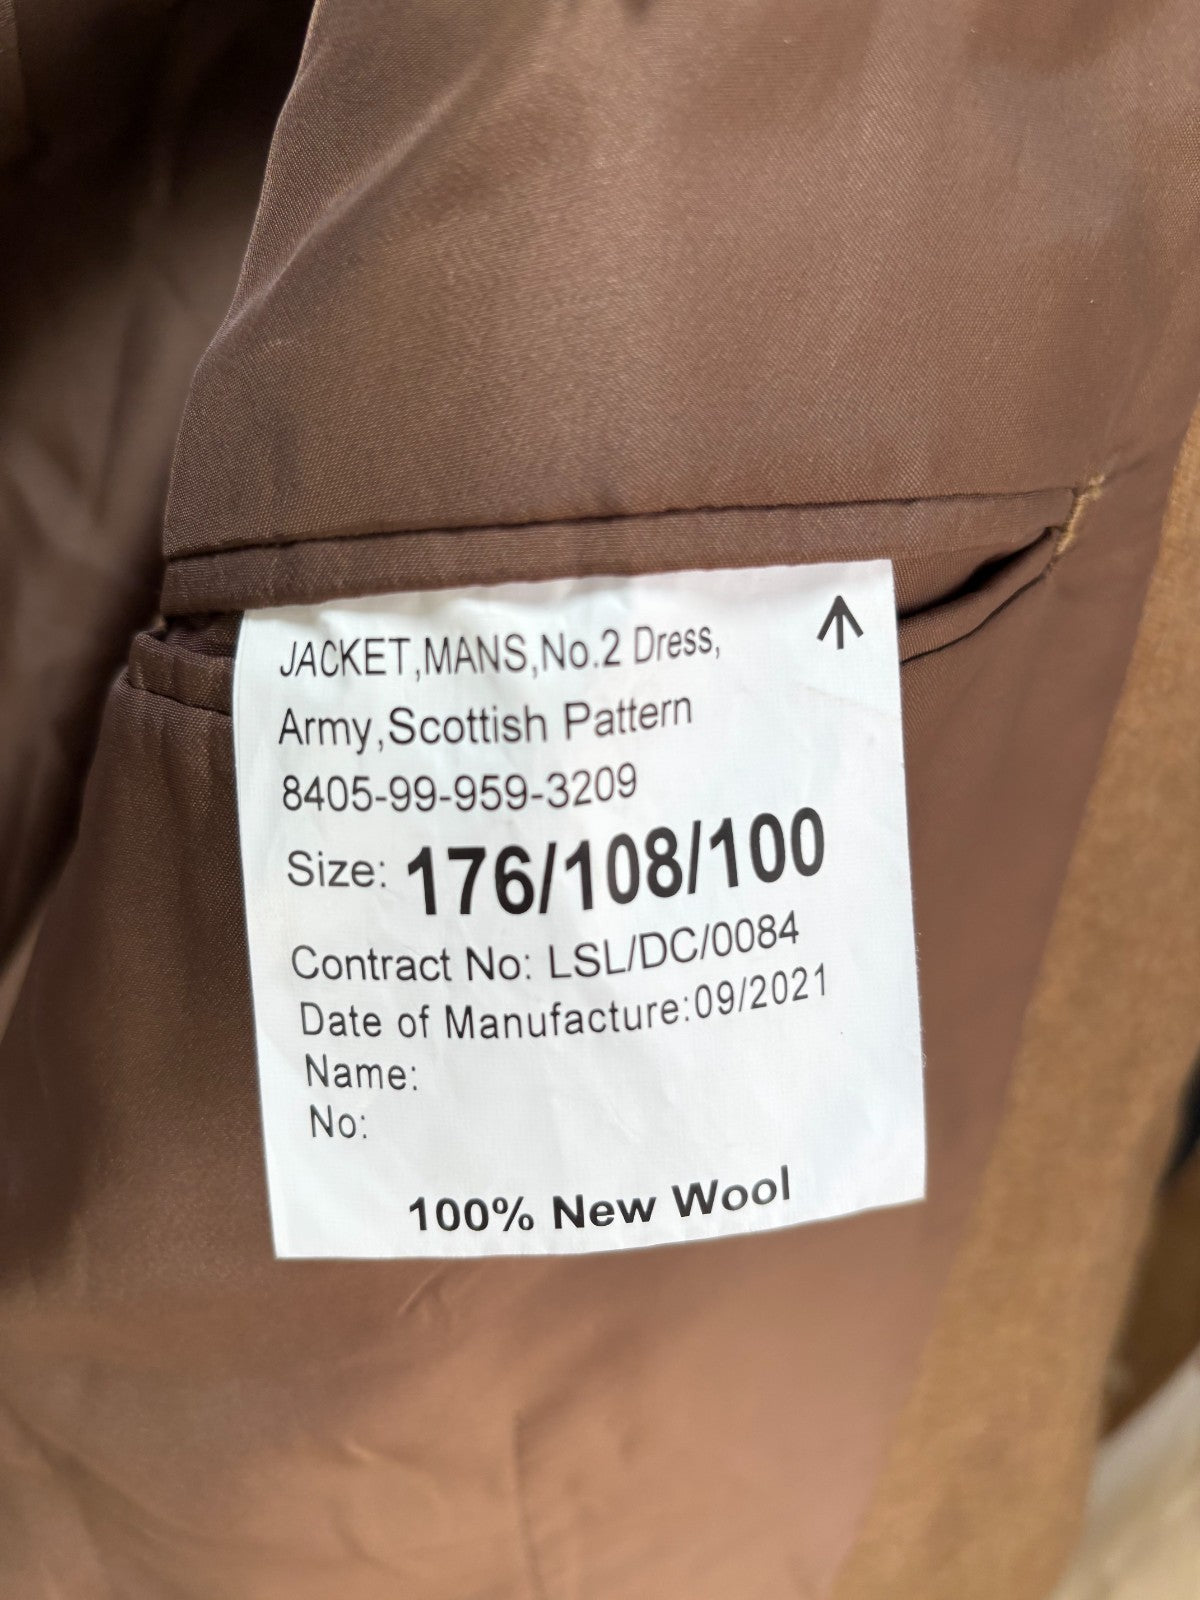 JACKET,MANS,No.2 Dress,
Army,Scottish Pattern
8405-99-959-3209
Size: 176/108/100
Contract No: LSL/DC/0084
Date of Manufacture:09/2021
Name:
No:
100% New Wool